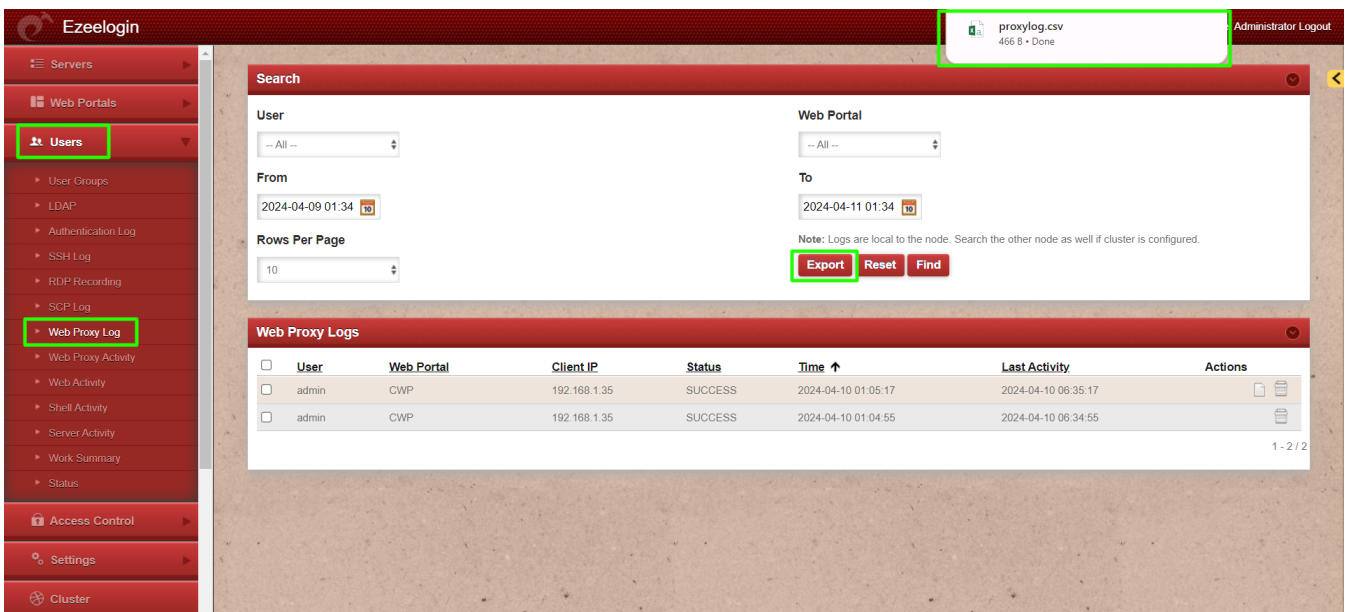 Ezeelogin
proxylog.csv
466 B • Done
Administrator Logout
Servers
Web Portals
Users
User Groups
LDAP
Authentication Log
SSH Log
RDP Recording
SCP Log
Web Proxy Log
Web Proxy Activity
Web Activity
Shell Activity
Server Activity
Work Summary
Status
Access Control
Settings
Cluster
Search
User
Web Portal
-- All --
-- All --
From
To
2024-04-09 01:34
2024-04-11 01:34
Rows Per Page
Note: Logs are local to the node. Search the other node as well if cluster is configured.
10
Export Reset Find
Web Proxy Logs
User Web Portal Client IP Status Time ↑ Last Activity Actions
admin CWP 192.168.1.35 SUCCESS 2024-04-10 01:05:17 2024-04-10 06:35:17
admin CWP 192.168.1.35 SUCCESS 2024-04-10 01:04:55 2024-04-10 06:34:55
1 - 2 / 2